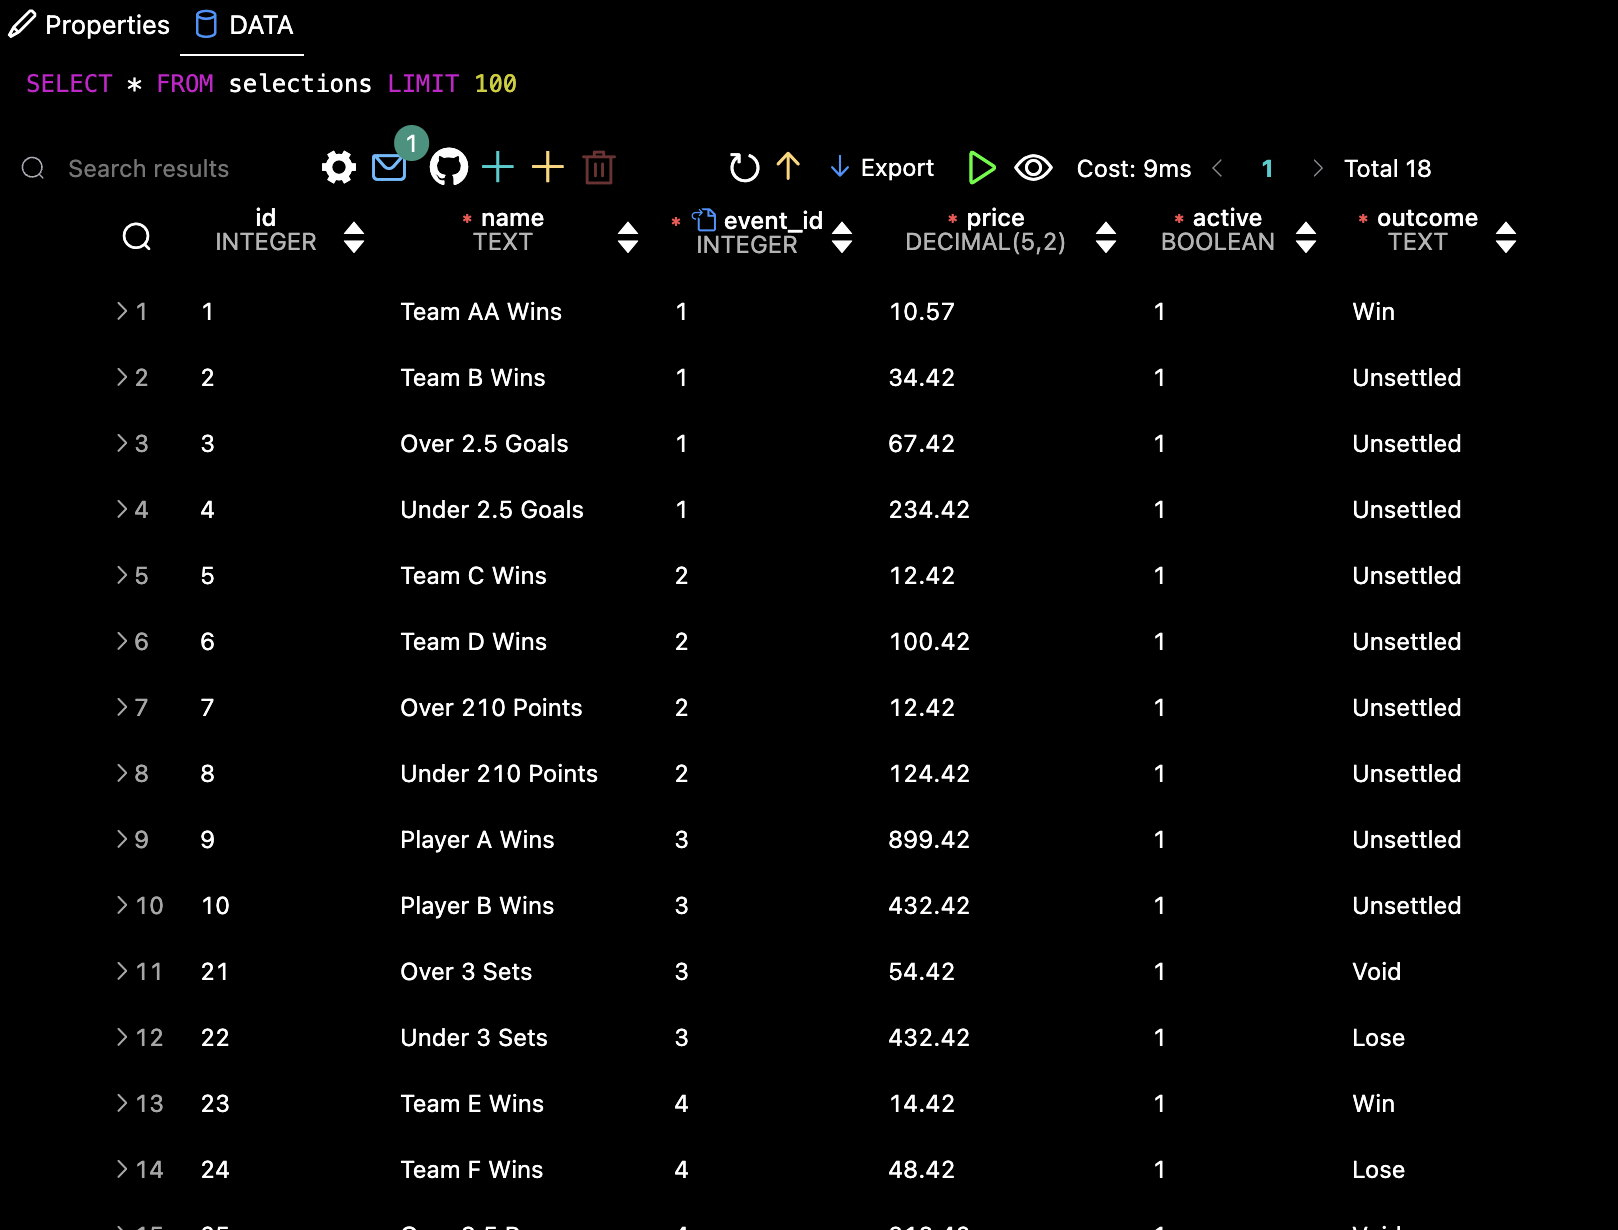 Properties DATA
SELECT * FROM selections LIMIT 100
Search results 1 Export Cost: 9ms < 1 > Total 18
id * name * event_id * price * active * outcome
INTEGER TEXT INTEGER DECIMAL(5,2) BOOLEAN TEXT
> 1 1 Team AA Wins 1 10.57 1 Win
> 2 2 Team B Wins 1 34.42 1 Unsettled
> 3 3 Over 2.5 Goals 1 67.42 1 Unsettled
> 4 4 Under 2.5 Goals 1 234.42 1 Unsettled
> 5 5 Team C Wins 2 12.42 1 Unsettled
> 6 6 Team D Wins 2 100.42 1 Unsettled
> 7 7 Over 210 Points 2 12.42 1 Unsettled
> 8 8 Under 210 Points 2 124.42 1 Unsettled
> 9 9 Player A Wins 3 899.42 1 Unsettled
> 10 10 Player B Wins 3 432.42 1 Unsettled
> 11 21 Over 3 Sets 3 54.42 1 Void
> 12 22 Under 3 Sets 3 432.42 1 Lose
> 13 23 Team E Wins 4 14.42 1 Win
> 14 24 Team F Wins 4 48.42 1 Lose